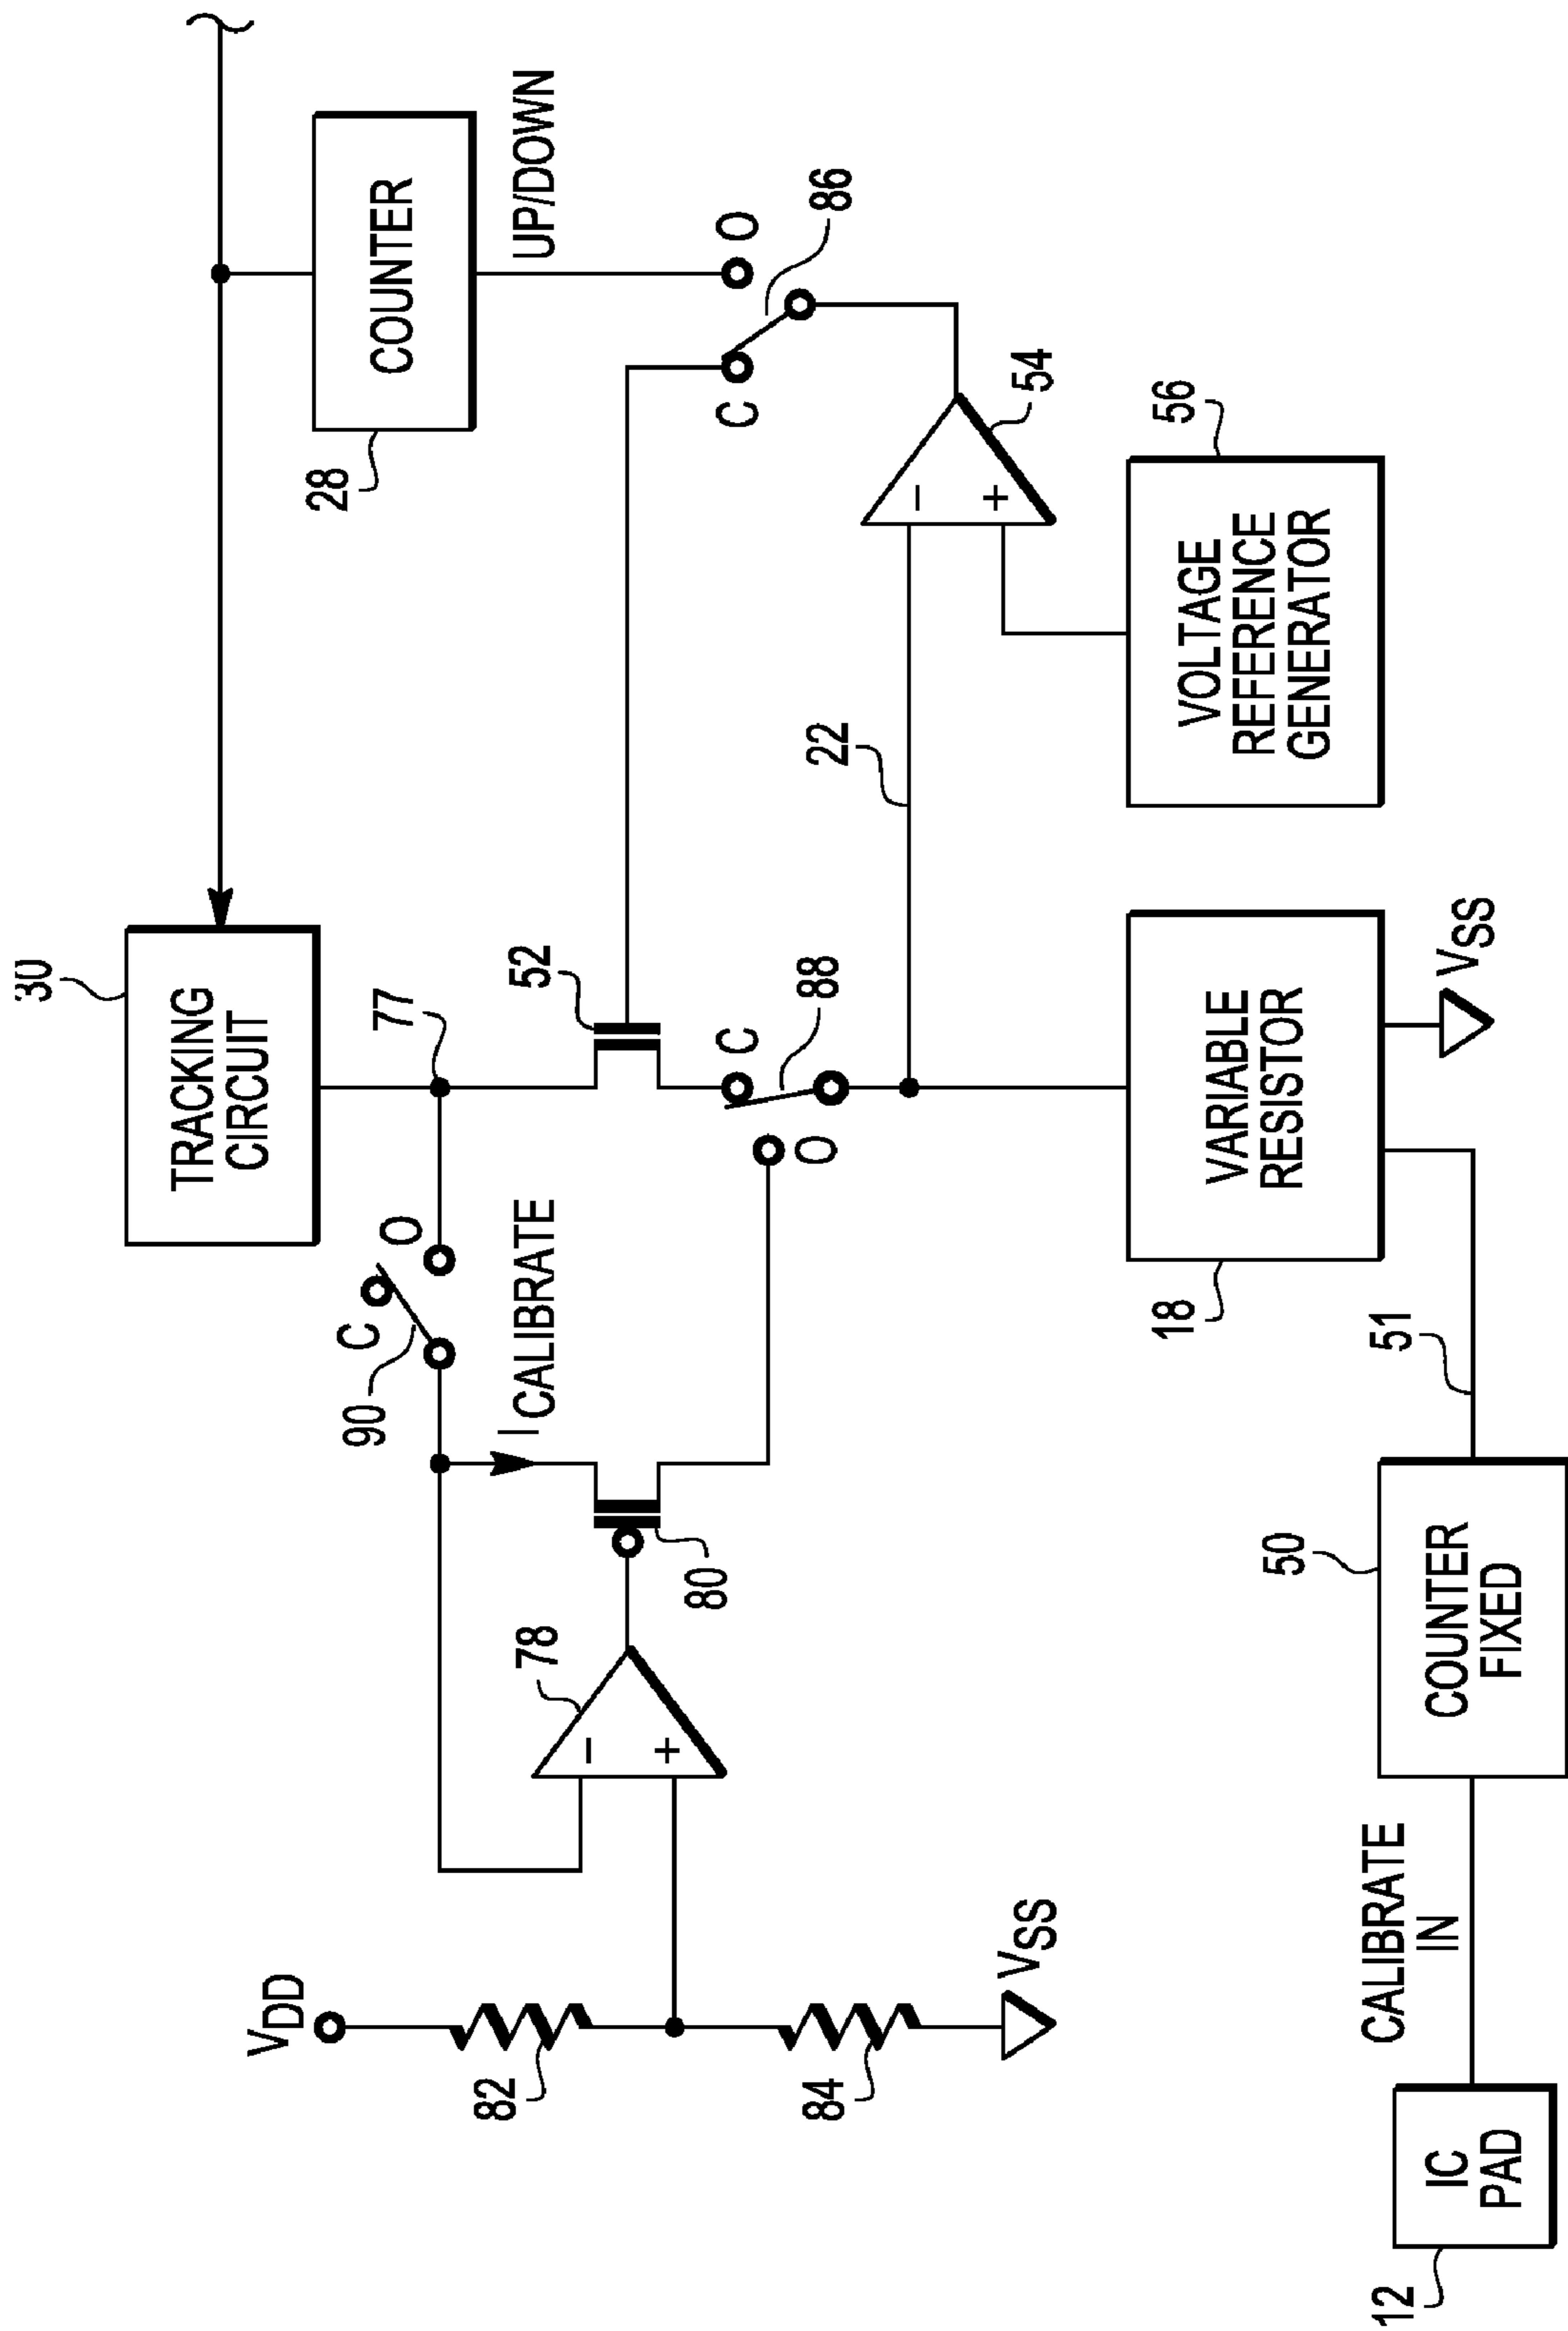 30
TRACKING
CIRCUIT
COUNTER
28
UP/DOWN
77
52
C
88
O
C
O
86
C
O
90
ICALIBRATE
VDD
82
84
VSS
78
−
+
80
22
54
−
+
56
VOLTAGE
REFERENCE
GENERATOR
VARIABLE
RESISTOR
18
VSS
51
50
COUNTER
FIXED
CALIBRATE
IN
IC
PAD
12